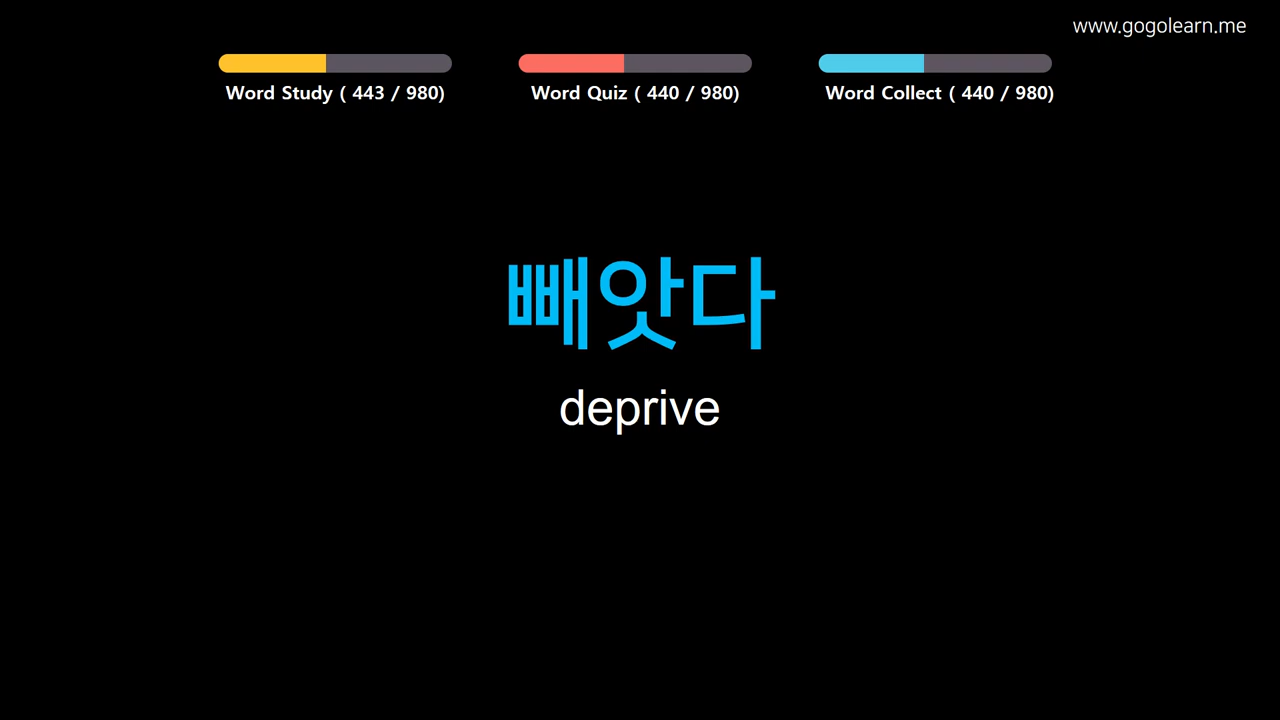 www.gogolearn.me
Word Study ( 443 / 980)
Word Quiz ( 440 / 980)
Word Collect ( 440 / 980)
빼앗다
deprive